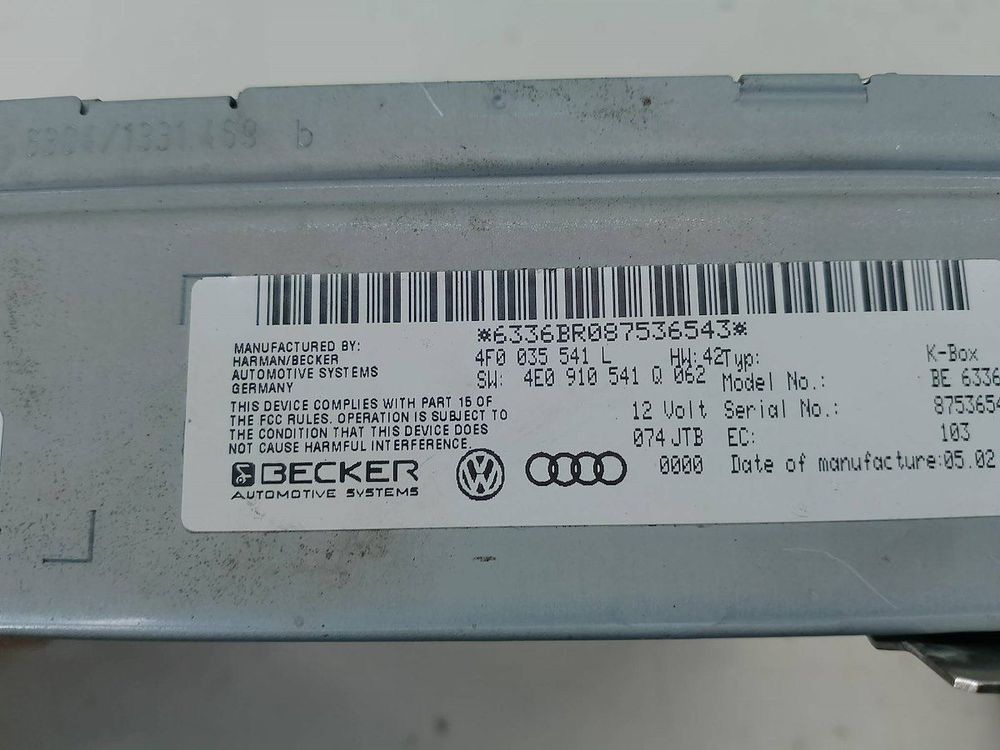 b
*6336BR087536543*
MANUFACTURED BY:
HARMAN/BECKER
AUTOMOTIVE SYSTEMS
GERMANY
4F0 035 541 L HW:42 Typ: K-Box
SW: 4E0 910 541 Q 062 Model No.: BE 6336
THIS DEVICE COMPLIES WITH PART 15 OF
THE FCC RULES. OPERATION IS SUBJECT TO
THE CONDITION THAT THIS DEVICE DOES
NOT CAUSE HARMFUL INTERFERENCE.
12 Volt Serial No.: 8753654
074 JTB EC: 103
0000 Date of manufacture:05.02
BECKER
AUTOMOTIVE SYSTEMS